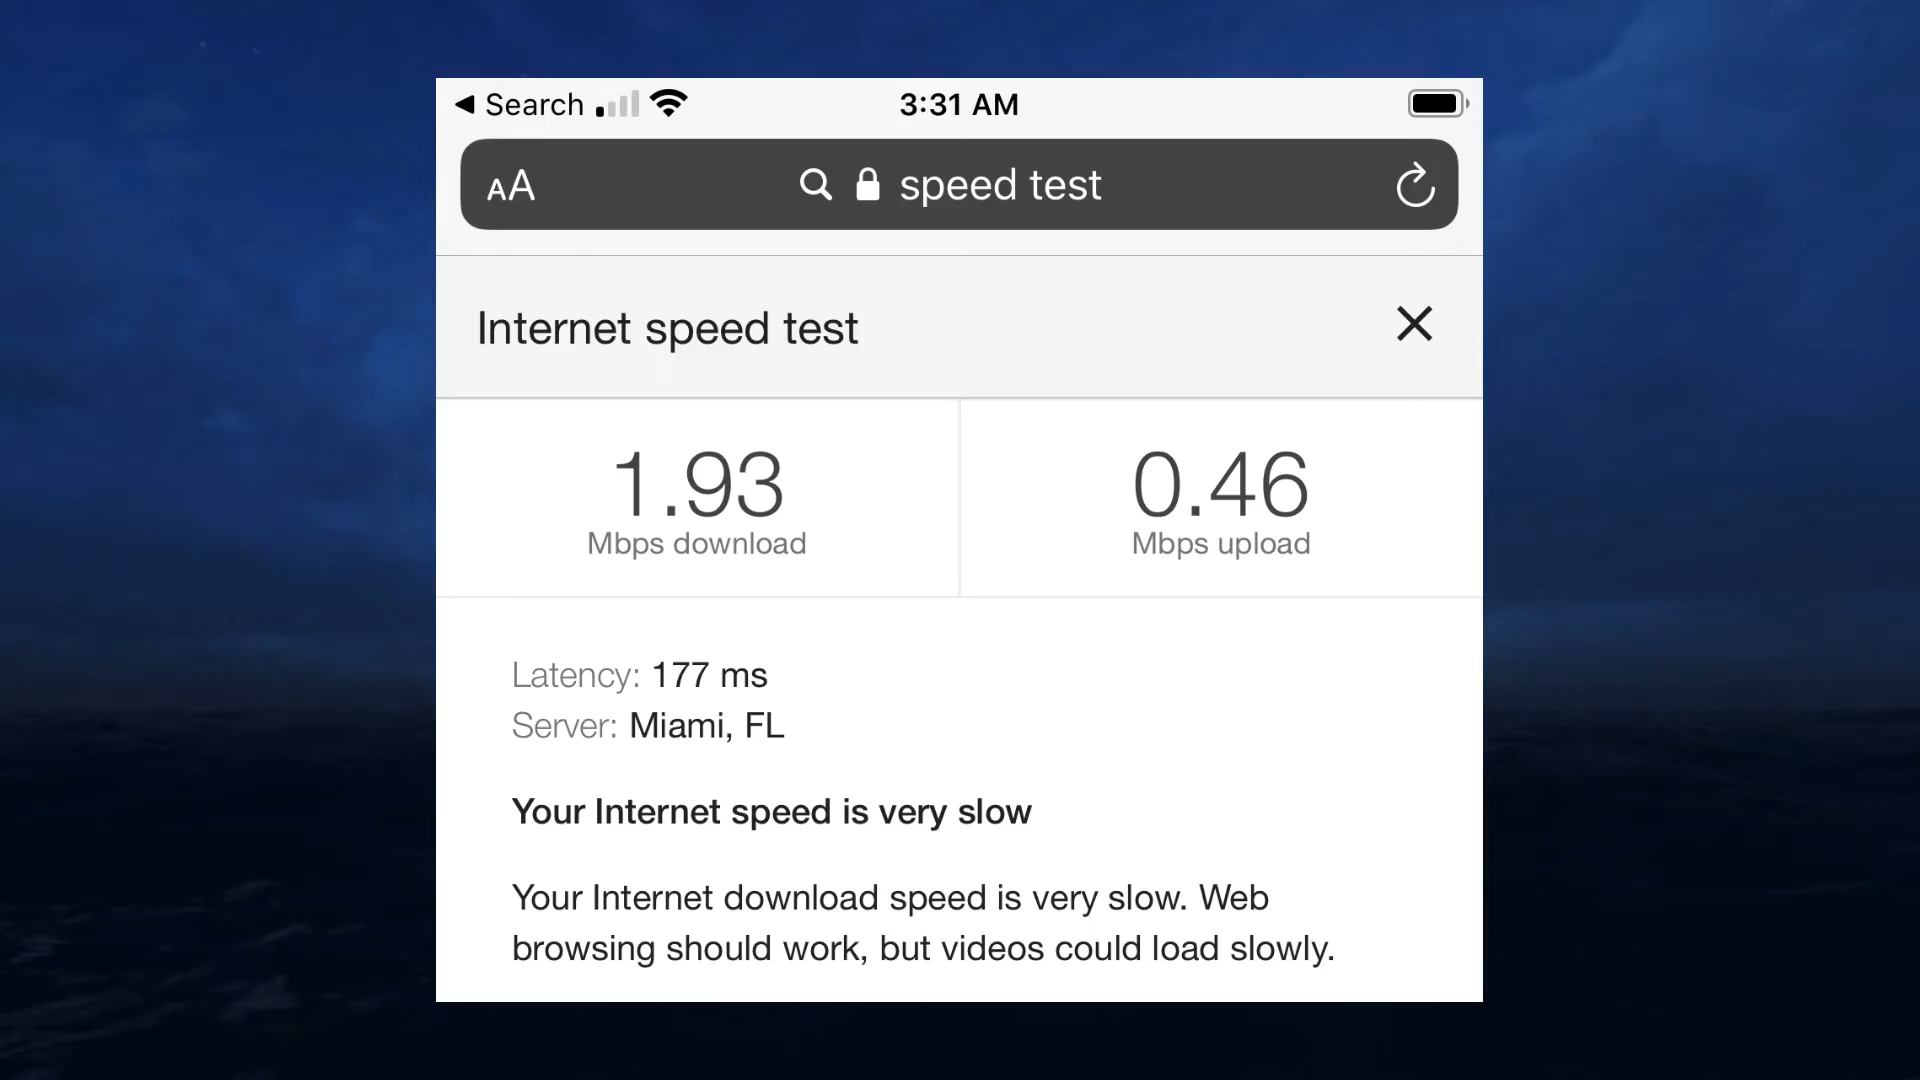 Search
3:31 AM
AA
speed test
Internet speed test
1.93
Mbps download
0.46
Mbps upload
Latency: 177 ms
Server: Miami, FL
Your Internet speed is very slow
Your Internet download speed is very slow. Web
browsing should work, but videos could load slowly.